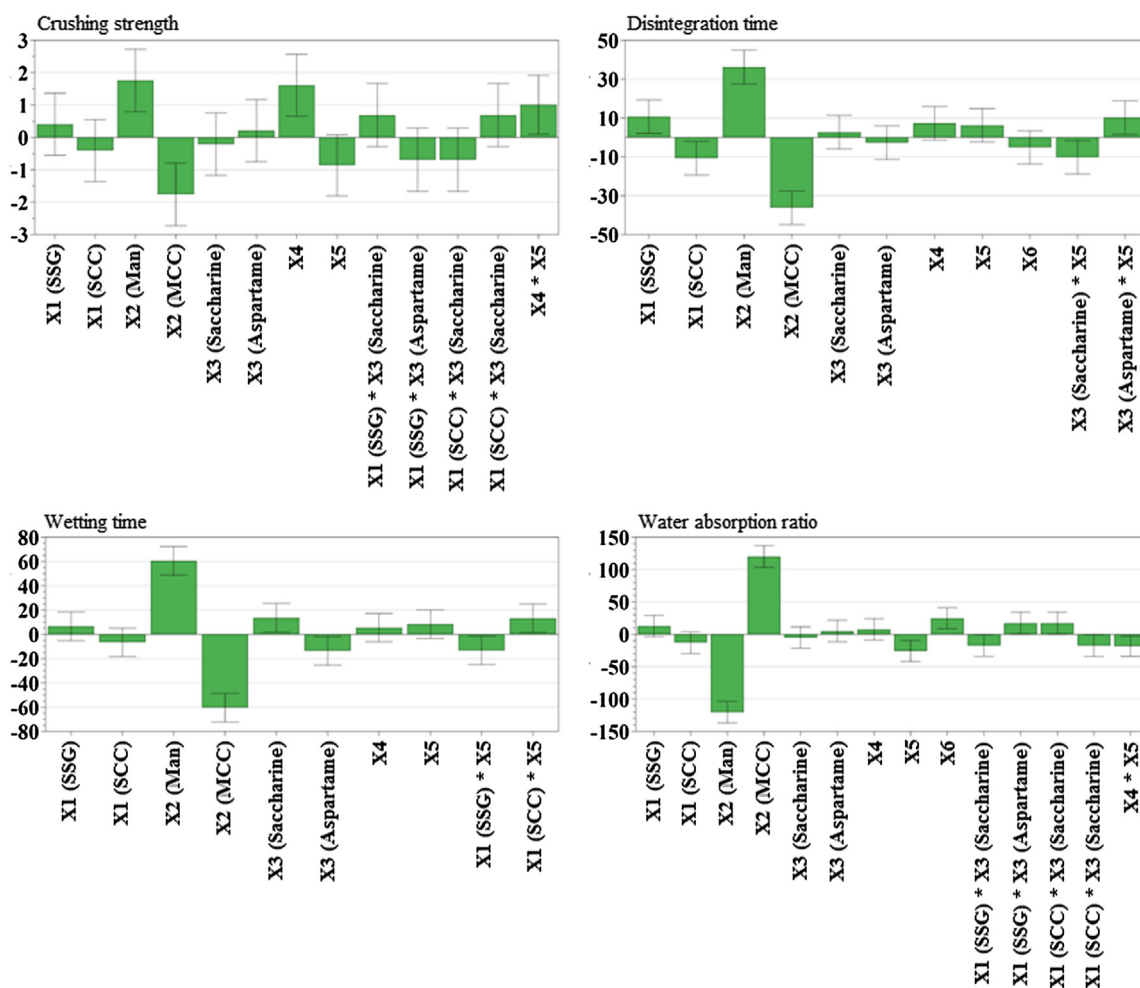 Crushing strength
3
2
1
0
-1
-2
-3
X1 (SSG)
X1 (SCC)
X2 (Man)
X2 (MCC)
X3 (Saccharine)
X3 (Aspartame)
X4
X5
X1 (SSG) * X3 (Saccharine)
X1 (SSG) * X3 (Aspartame)
X1 (SCC) * X3 (Saccharine)
X1 (SCC) * X3 (Saccharine)
X4 * X5
Disintegration time
50
30
10
-10
-30
-50
X1 (SSG)
X1 (SCC)
X2 (Man)
X2 (MCC)
X3 (Saccharine)
X3 (Aspartame)
X4
X5
X6
X3 (Saccharine) * X5
X3 (Aspartame) * X5
Wetting time
80
60
40
20
0
-20
-40
-60
-80
X1 (SSG)
X1 (SCC)
X2 (Man)
X2 (MCC)
X3 (Saccharine)
X3 (Aspartame)
X4
X5
X1 (SSG) * X5
X1 (SCC) * X5
Water absorption ratio
150
100
50
0
-50
-100
-150
X1 (SSG)
X1 (SCC)
X2 (Man)
X2 (MCC)
X3 (Saccharine)
X3 (Aspartame)
X4
X5
X6
X1 (SSG) * X3 (Saccharine)
X1 (SSG) * X3 (Aspartame)
X1 (SCC) * X3 (Saccharine)
X1 (SCC) * X3 (Saccharine)
X4 * X5